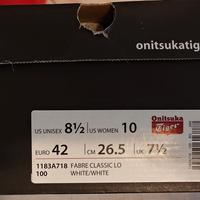 onitsukatig
US UNISEX 8½ US WOMEN 10 Onitsuka Tiger
EURO 42 CM 26.5 UK 7½
1183A718 FABRE CLASSIC LO
100 WHITE/WHITE